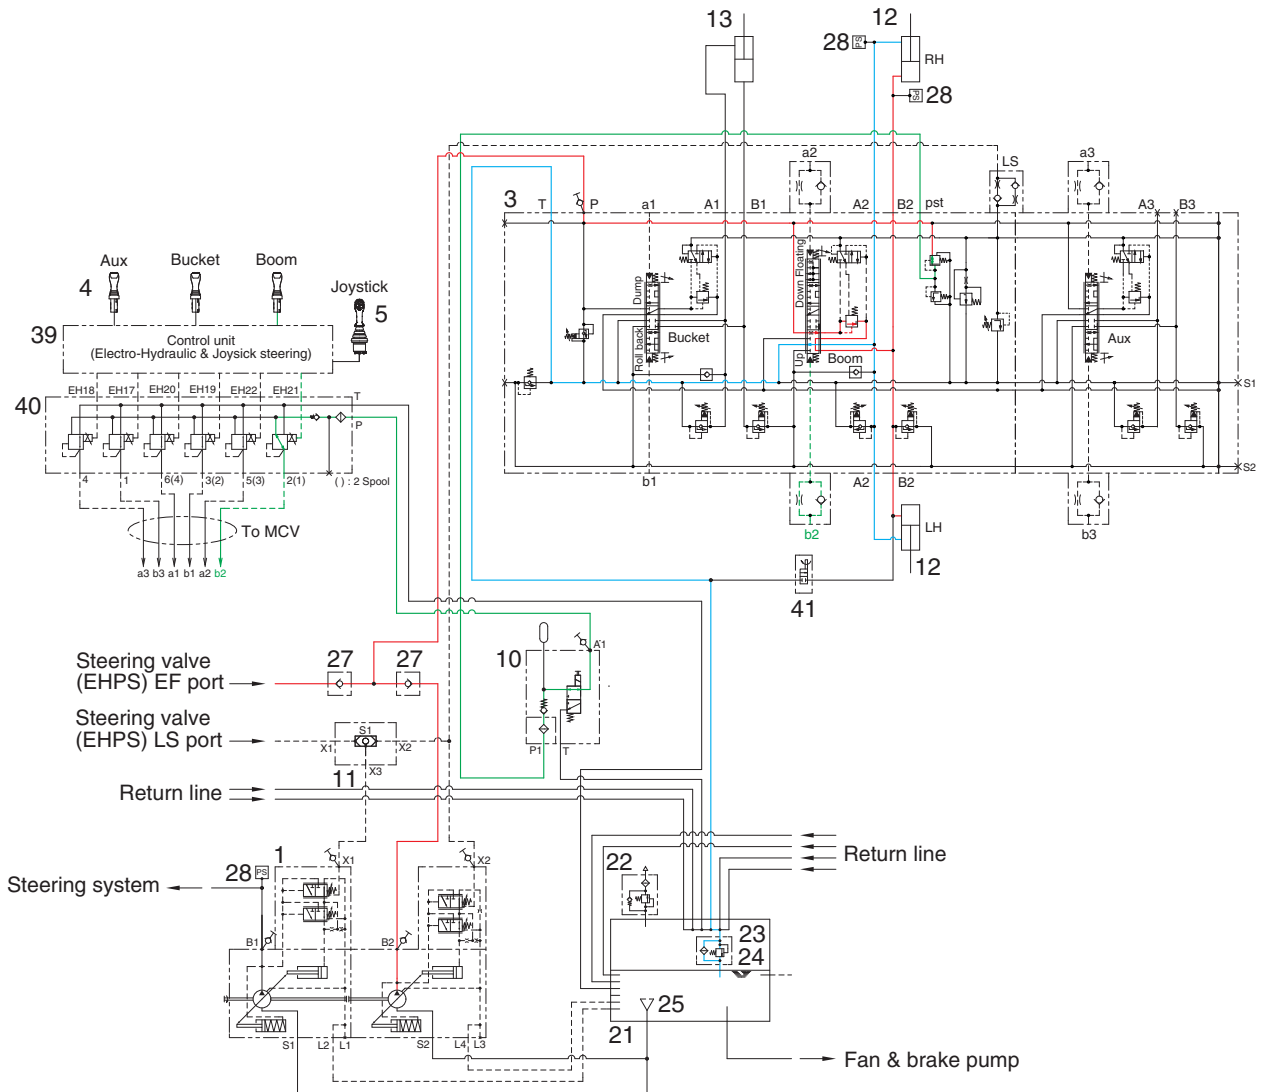 13
12
28
PS
RH
PS
28
a2
LS
a3
3
T
P
a1
A1
B1
A2
B2
pst
A3
B3
Aux
Bucket
Boom
4
Joystick
5
39
Control unit
(Electro-Hydraulic & Joysick steering)
Dump
Roll back
Bucket
Down Floating
UP
Boom
Aux
EH18
EH17
EH20
EH19
EH22
EH21
40
T
P
S1
S2
4
1
6(4)
3(2)
5(3)
2(1)
( ) : 2 Spool
b1
A2
B2
To MCV
b2
LH
b3
a3
b3
a1
b1
a2
b2
12
41
A1
10
Steering valve
(EHPS) EF port
27
27
Steering valve
(EHPS) LS port
S1
X1
X2
X3
P1
T
11
Return line
Return line
1
X1
X2
28
PS
22
Steering system
B1
B2
23
24
25
21
S1
L2
L1
S2
L4
L3
Fan & brake pump